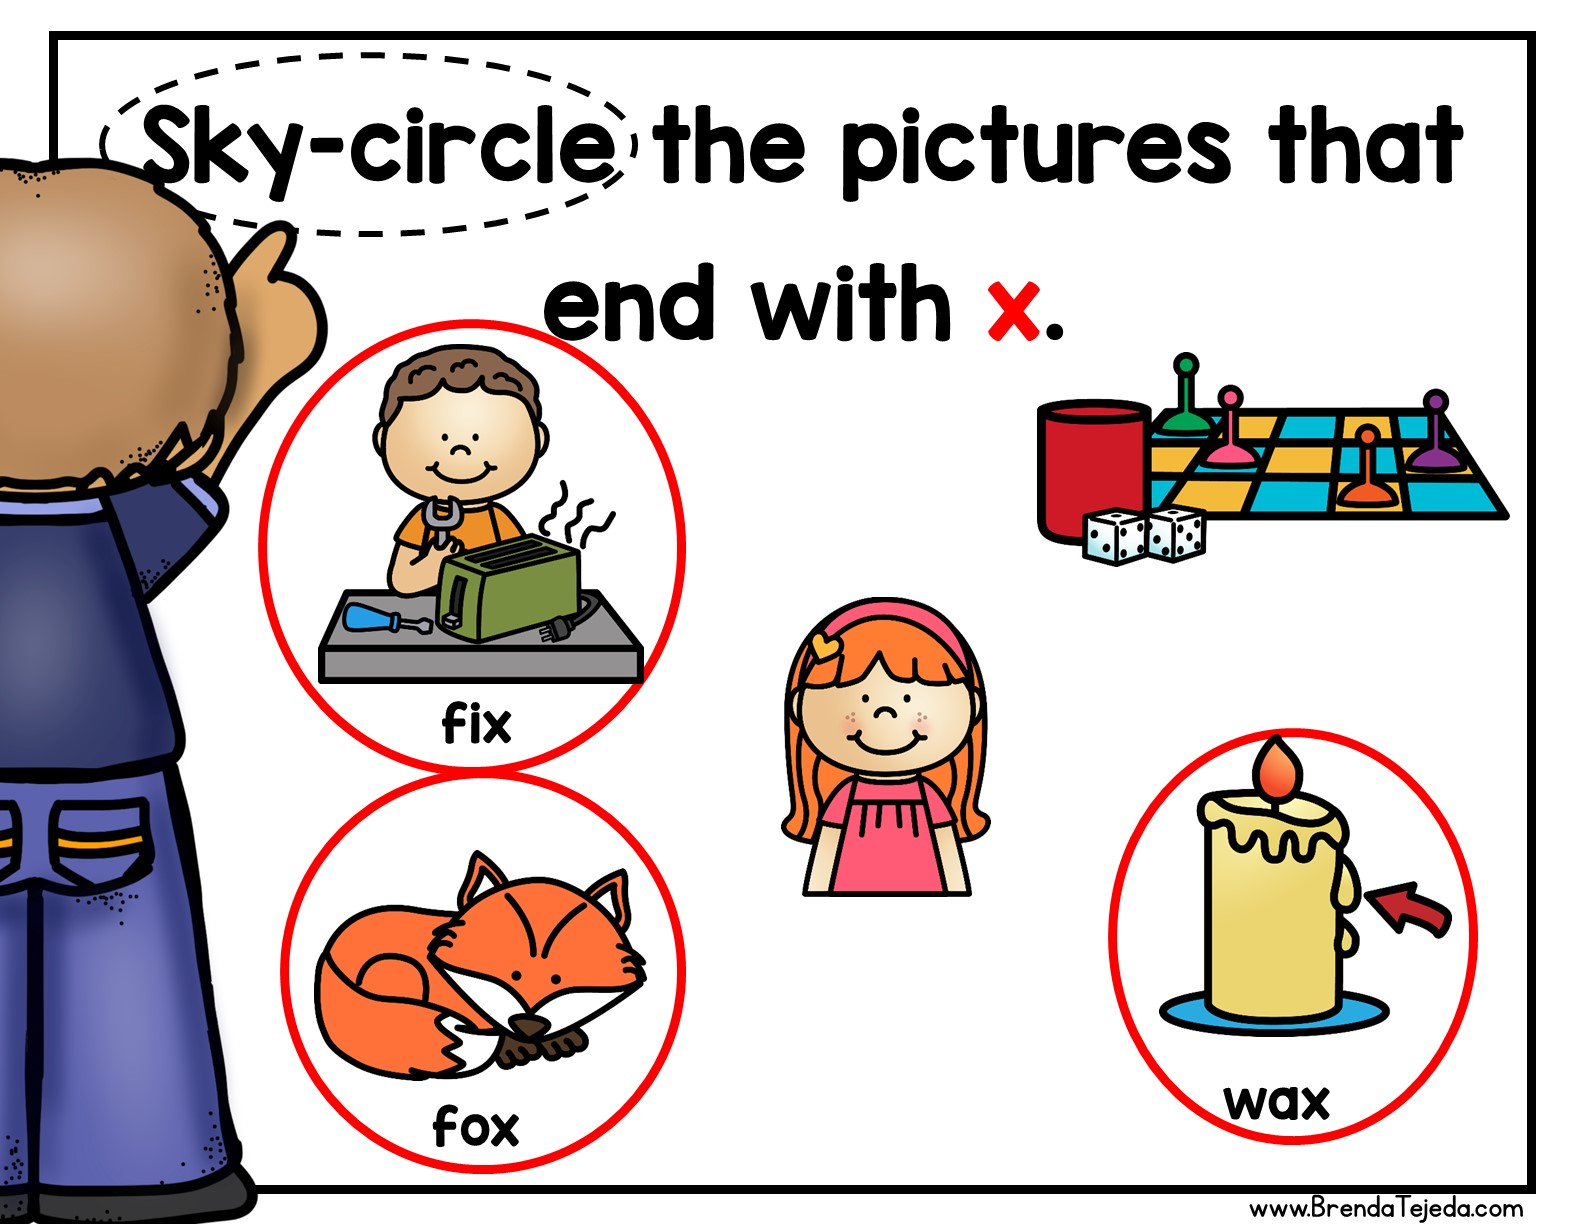 Sky-circle the pictures that
end with x.
fix
fox
wax
www.BrendaTejeda.com